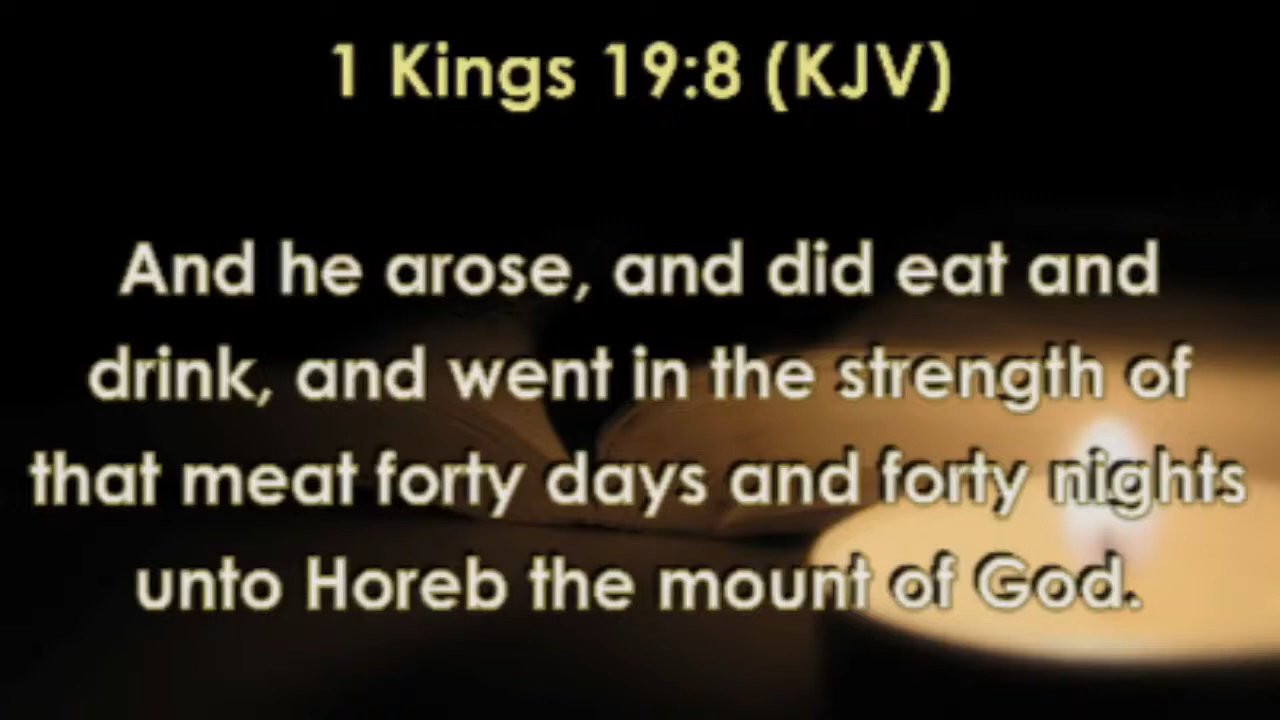 1 Kings 19:8 (KJV)
And he arose, and did eat and
drink, and went in the strength of
that meat forty days and forty nights
unto Horeb the mount of God.